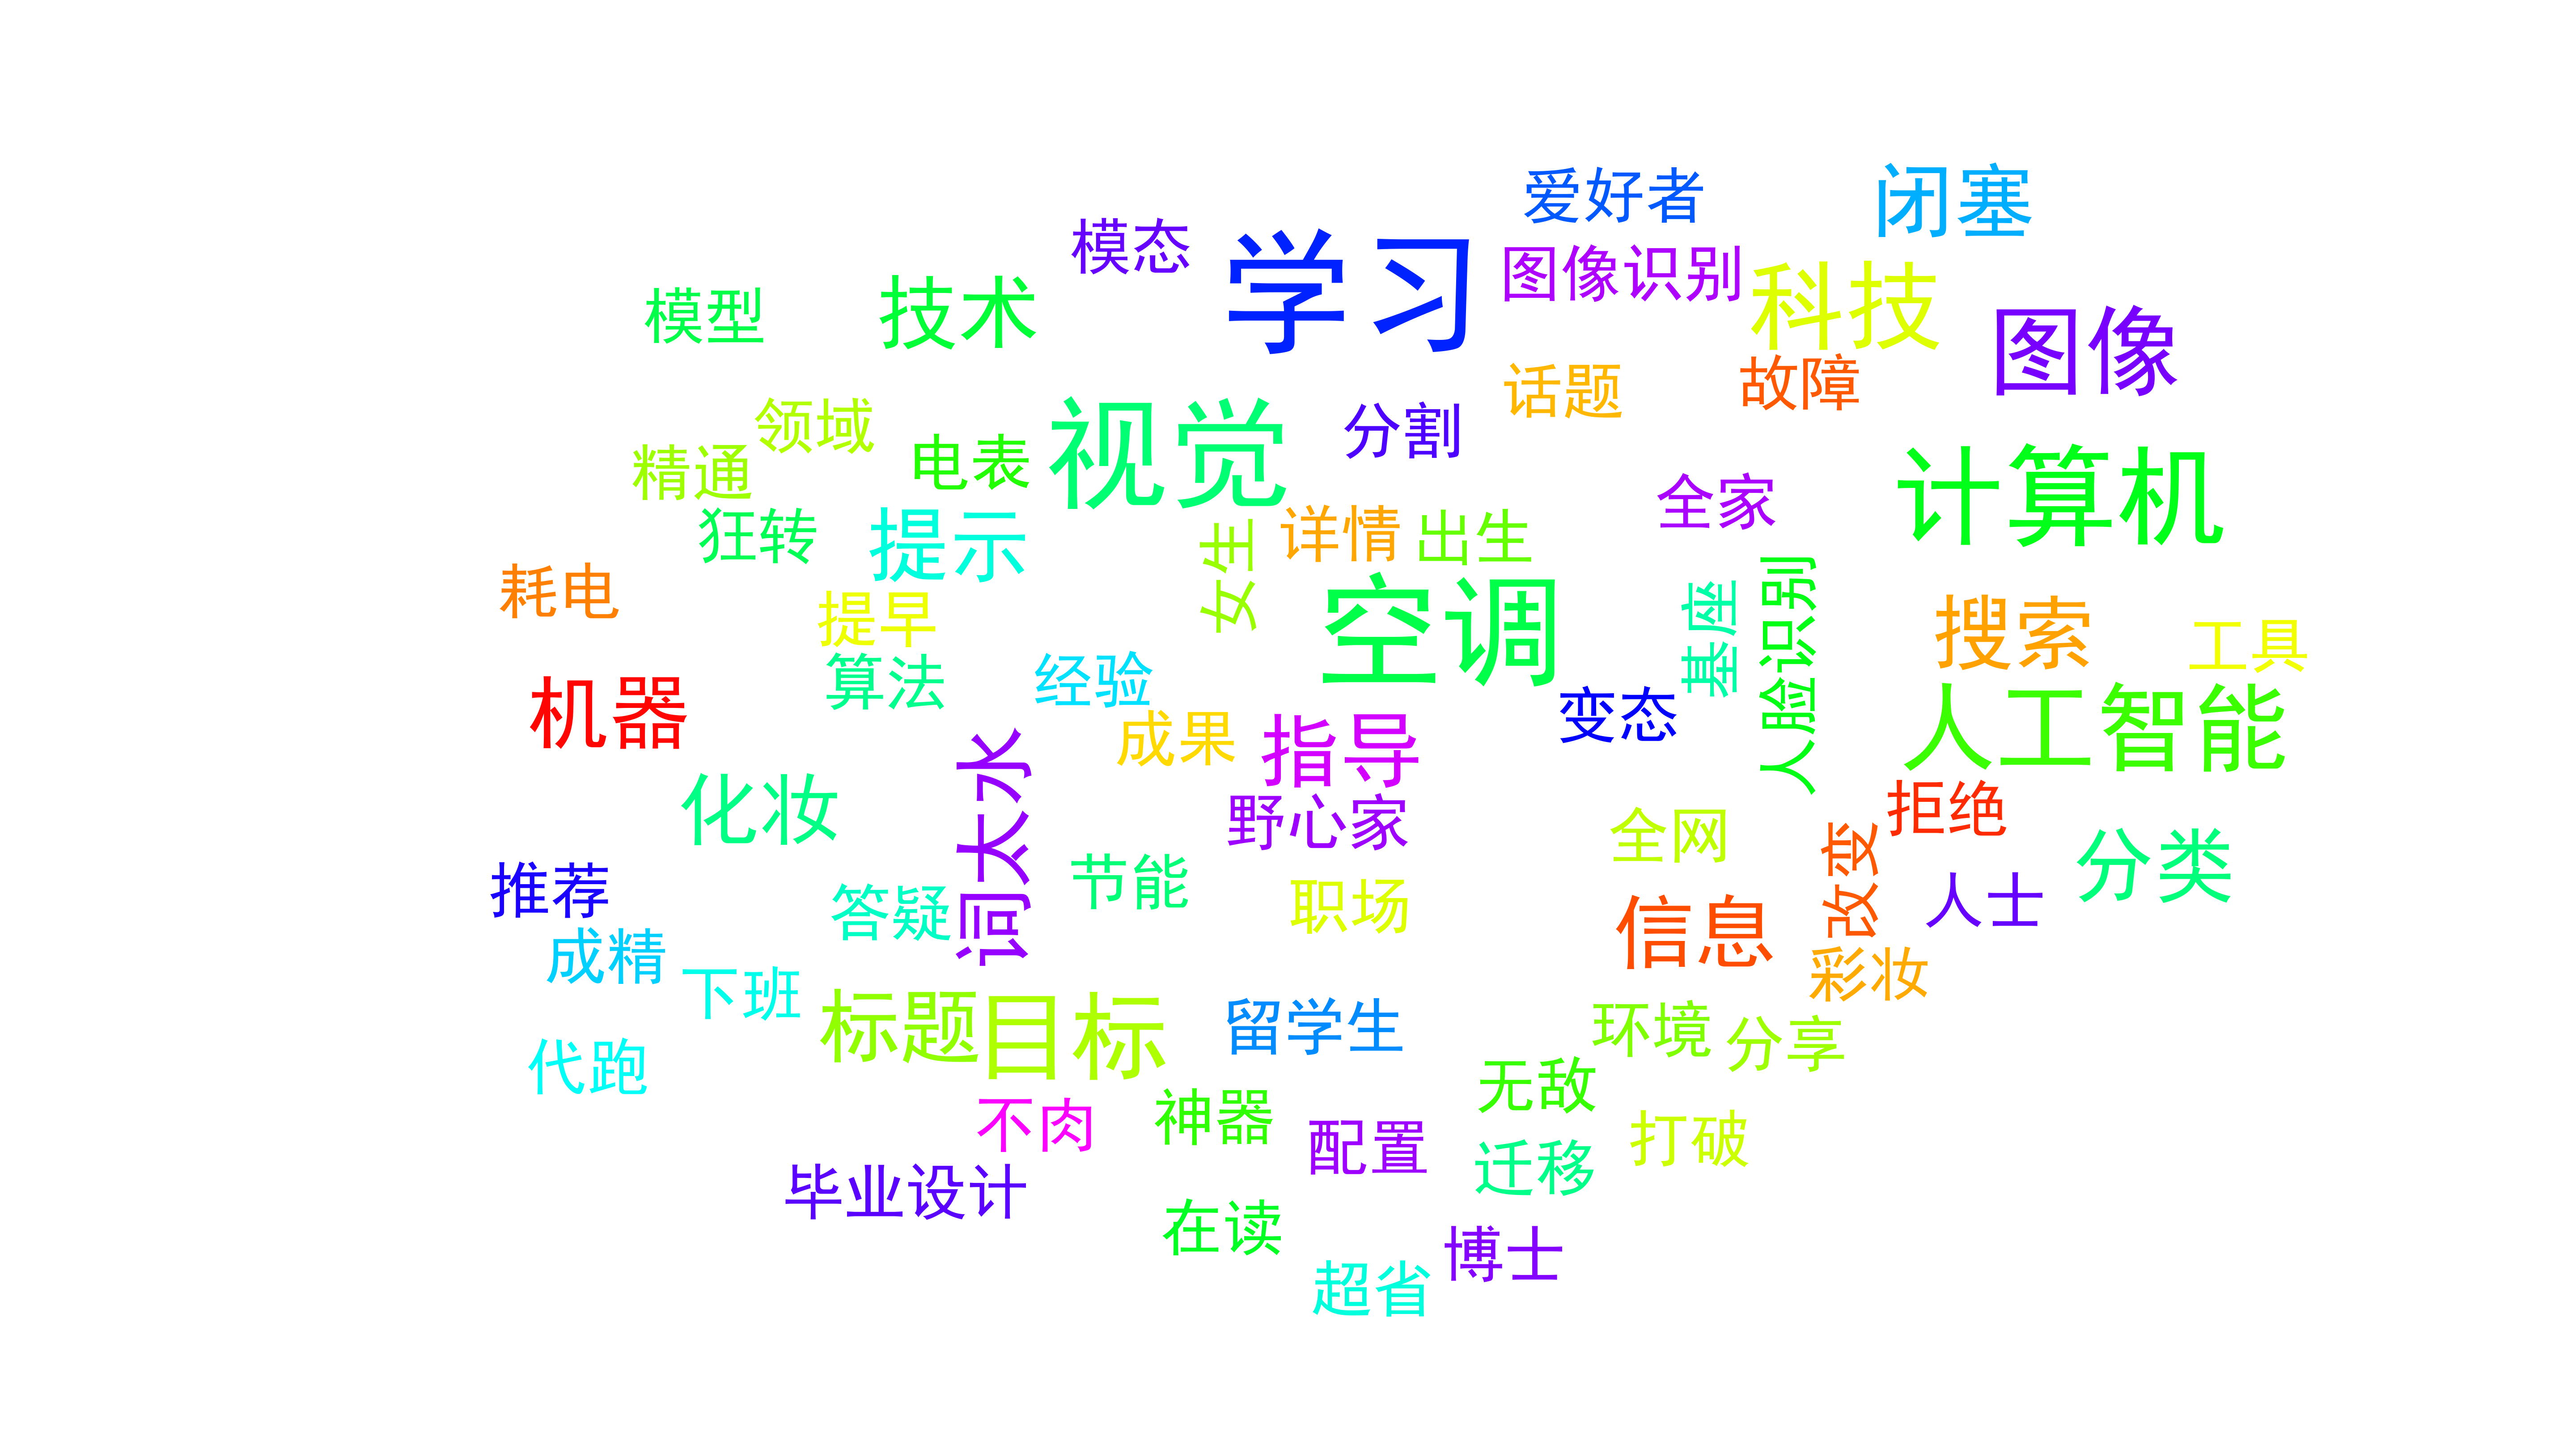 爱好者
闭塞
模态
学习
图像识别
科技
模型
技术
图像
话题
故障
领域
视觉
分割
精通
电表
全家
计算机
狂转
提示
女生
详情
出生
耗电
提早
空调
基座
人脸识别
搜索
工具
机器
算法
经验
成果
指导
变态
人工智能
化妆
词太水
野心家
全网
拒绝
改变
分类
推荐
答疑
节能
职场
信息
人士
成精
下班
彩妆
标题
目标
留学生
环境
分享
代跑
不肉
神器
配置
无敌
打破
毕业设计
迁移
在读
博士
超省